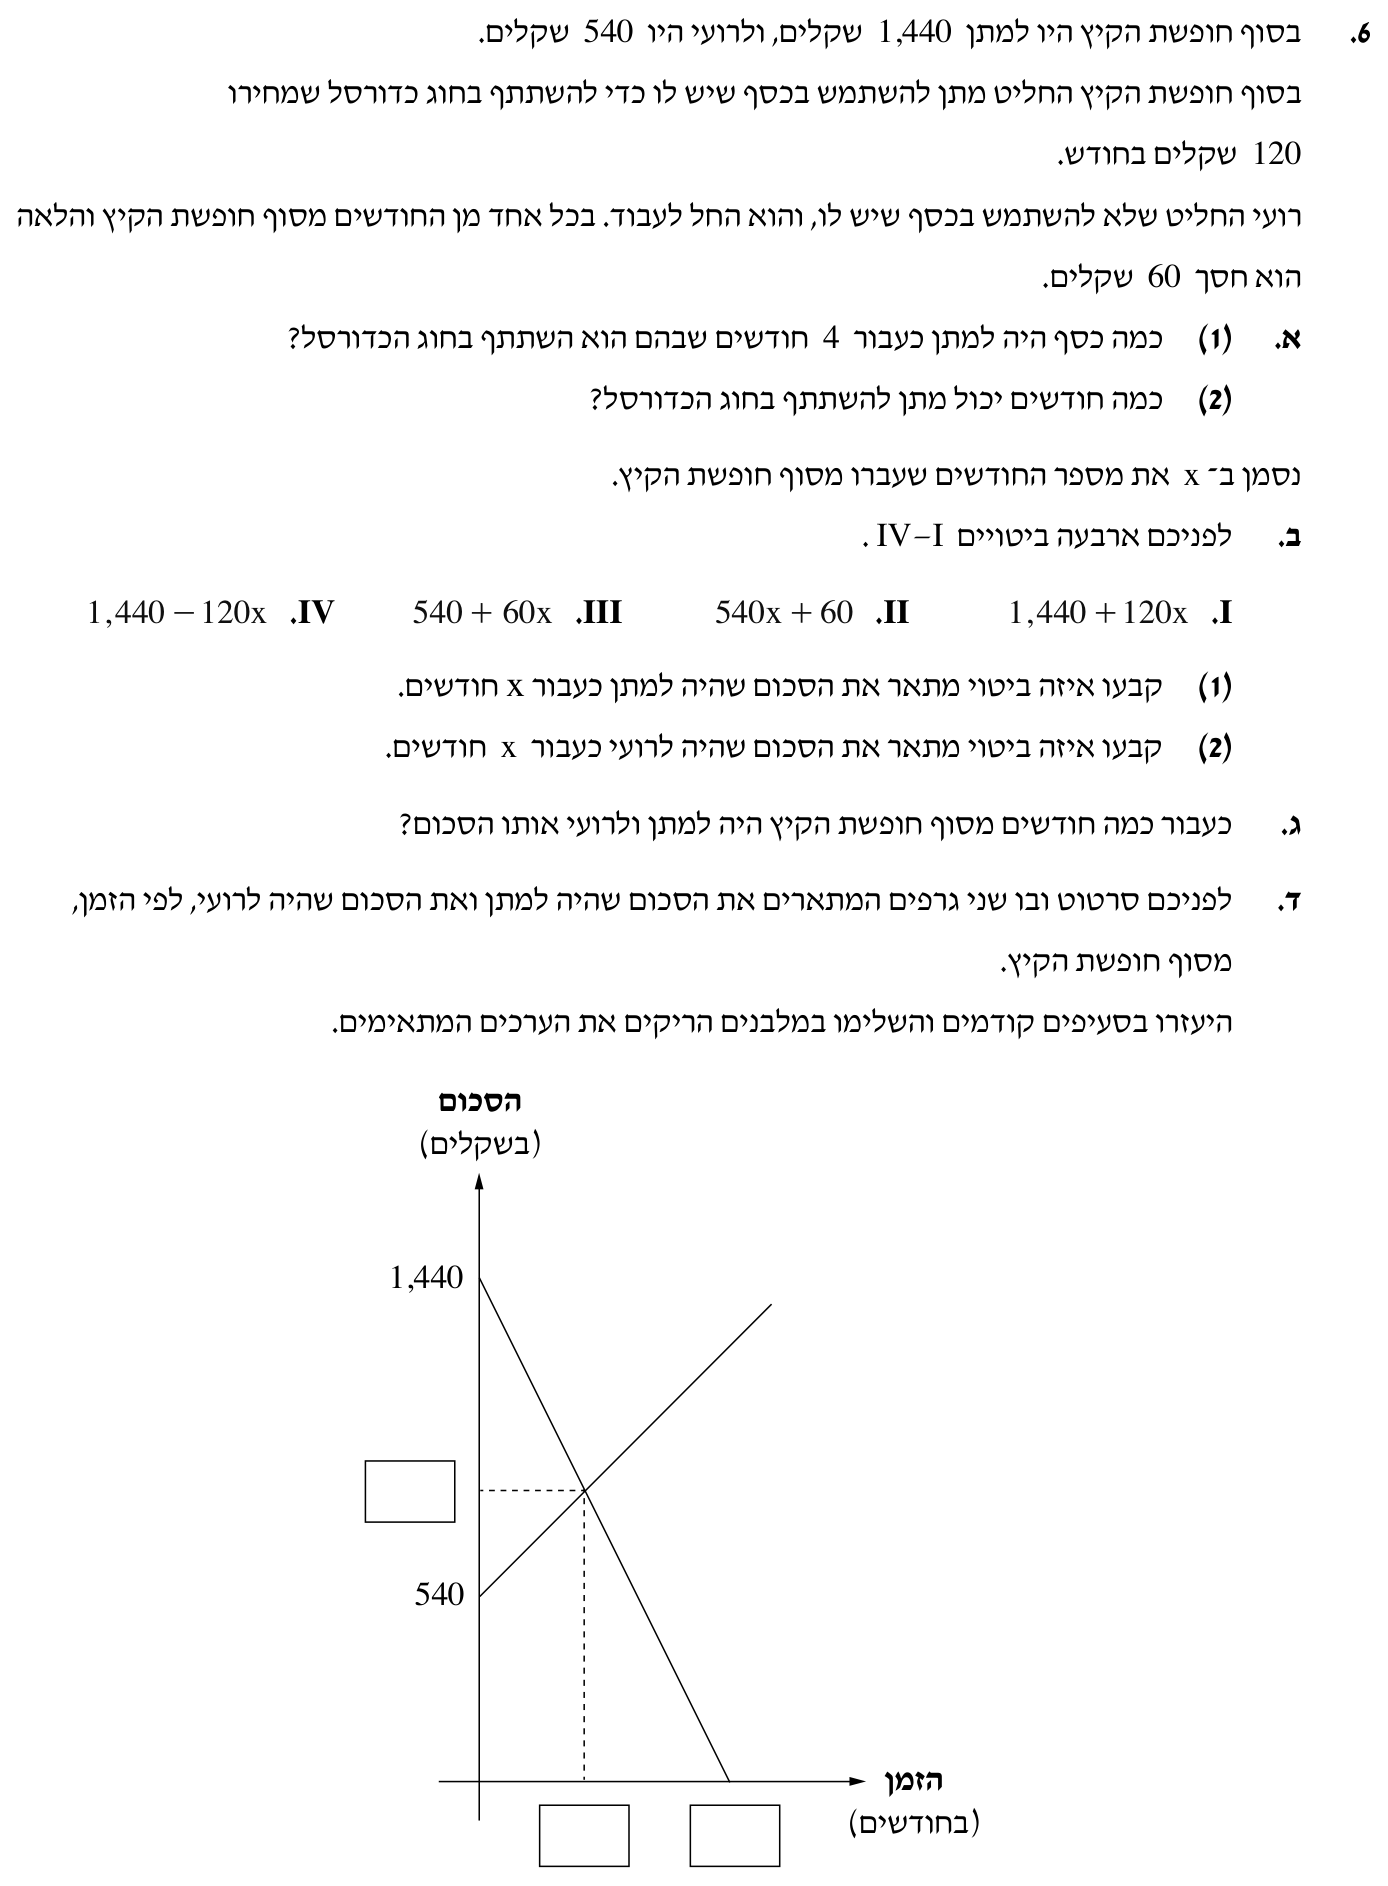 6. בסוף חופשת הקיץ היו למתן 1,440 שקלים, ולרועי היו 540 שקלים.
בסוף חופשת הקיץ החליט מתן להשתמש בכסף שיש לו כדי להשתתף בחוג כדורסל שמחירו
120 שקלים בחודש.
רועי החליט שלא להשתמש בכסף שיש לו, והוא החל לעבוד. בכל אחד מן החודשים מסוף חופשת הקיץ והלאה
הוא חסך 60 שקלים.
א. (1) כמה כסף היה למתן כעבור 4 חודשים שבהם הוא השתתף בחוג הכדורסל?
(2) כמה חודשים יכול מתן להשתתף בחוג הכדורסל?
נסמן ב־ x את מספר החודשים שעברו מסוף חופשת הקיץ.
ב. לפניכם ארבעה ביטויים IV–I .
I. 1,440 + 120x II. 540x + 60 III. 540 + 60x IV. 1,440 − 120x
(1) קבעו איזה ביטוי מתאר את הסכום שהיה למתן כעבור x חודשים.
(2) קבעו איזה ביטוי מתאר את הסכום שהיה לרועי כעבור x חודשים.
ג. כעבור כמה חודשים מסוף חופשת הקיץ היה למתן ולרועי אותו הסכום?
ד. לפניכם סרטוט ובו שני גרפים המתארים את הסכום שהיה למתן ואת הסכום שהיה לרועי, לפי הזמן,
מסוף חופשת הקיץ.
היעזרו בסעיפים קודמים והשלימו במלבנים הריקים את הערכים המתאימים.
הסכום
(בשקלים)
1,440
540
הזמן
(בחודשים)